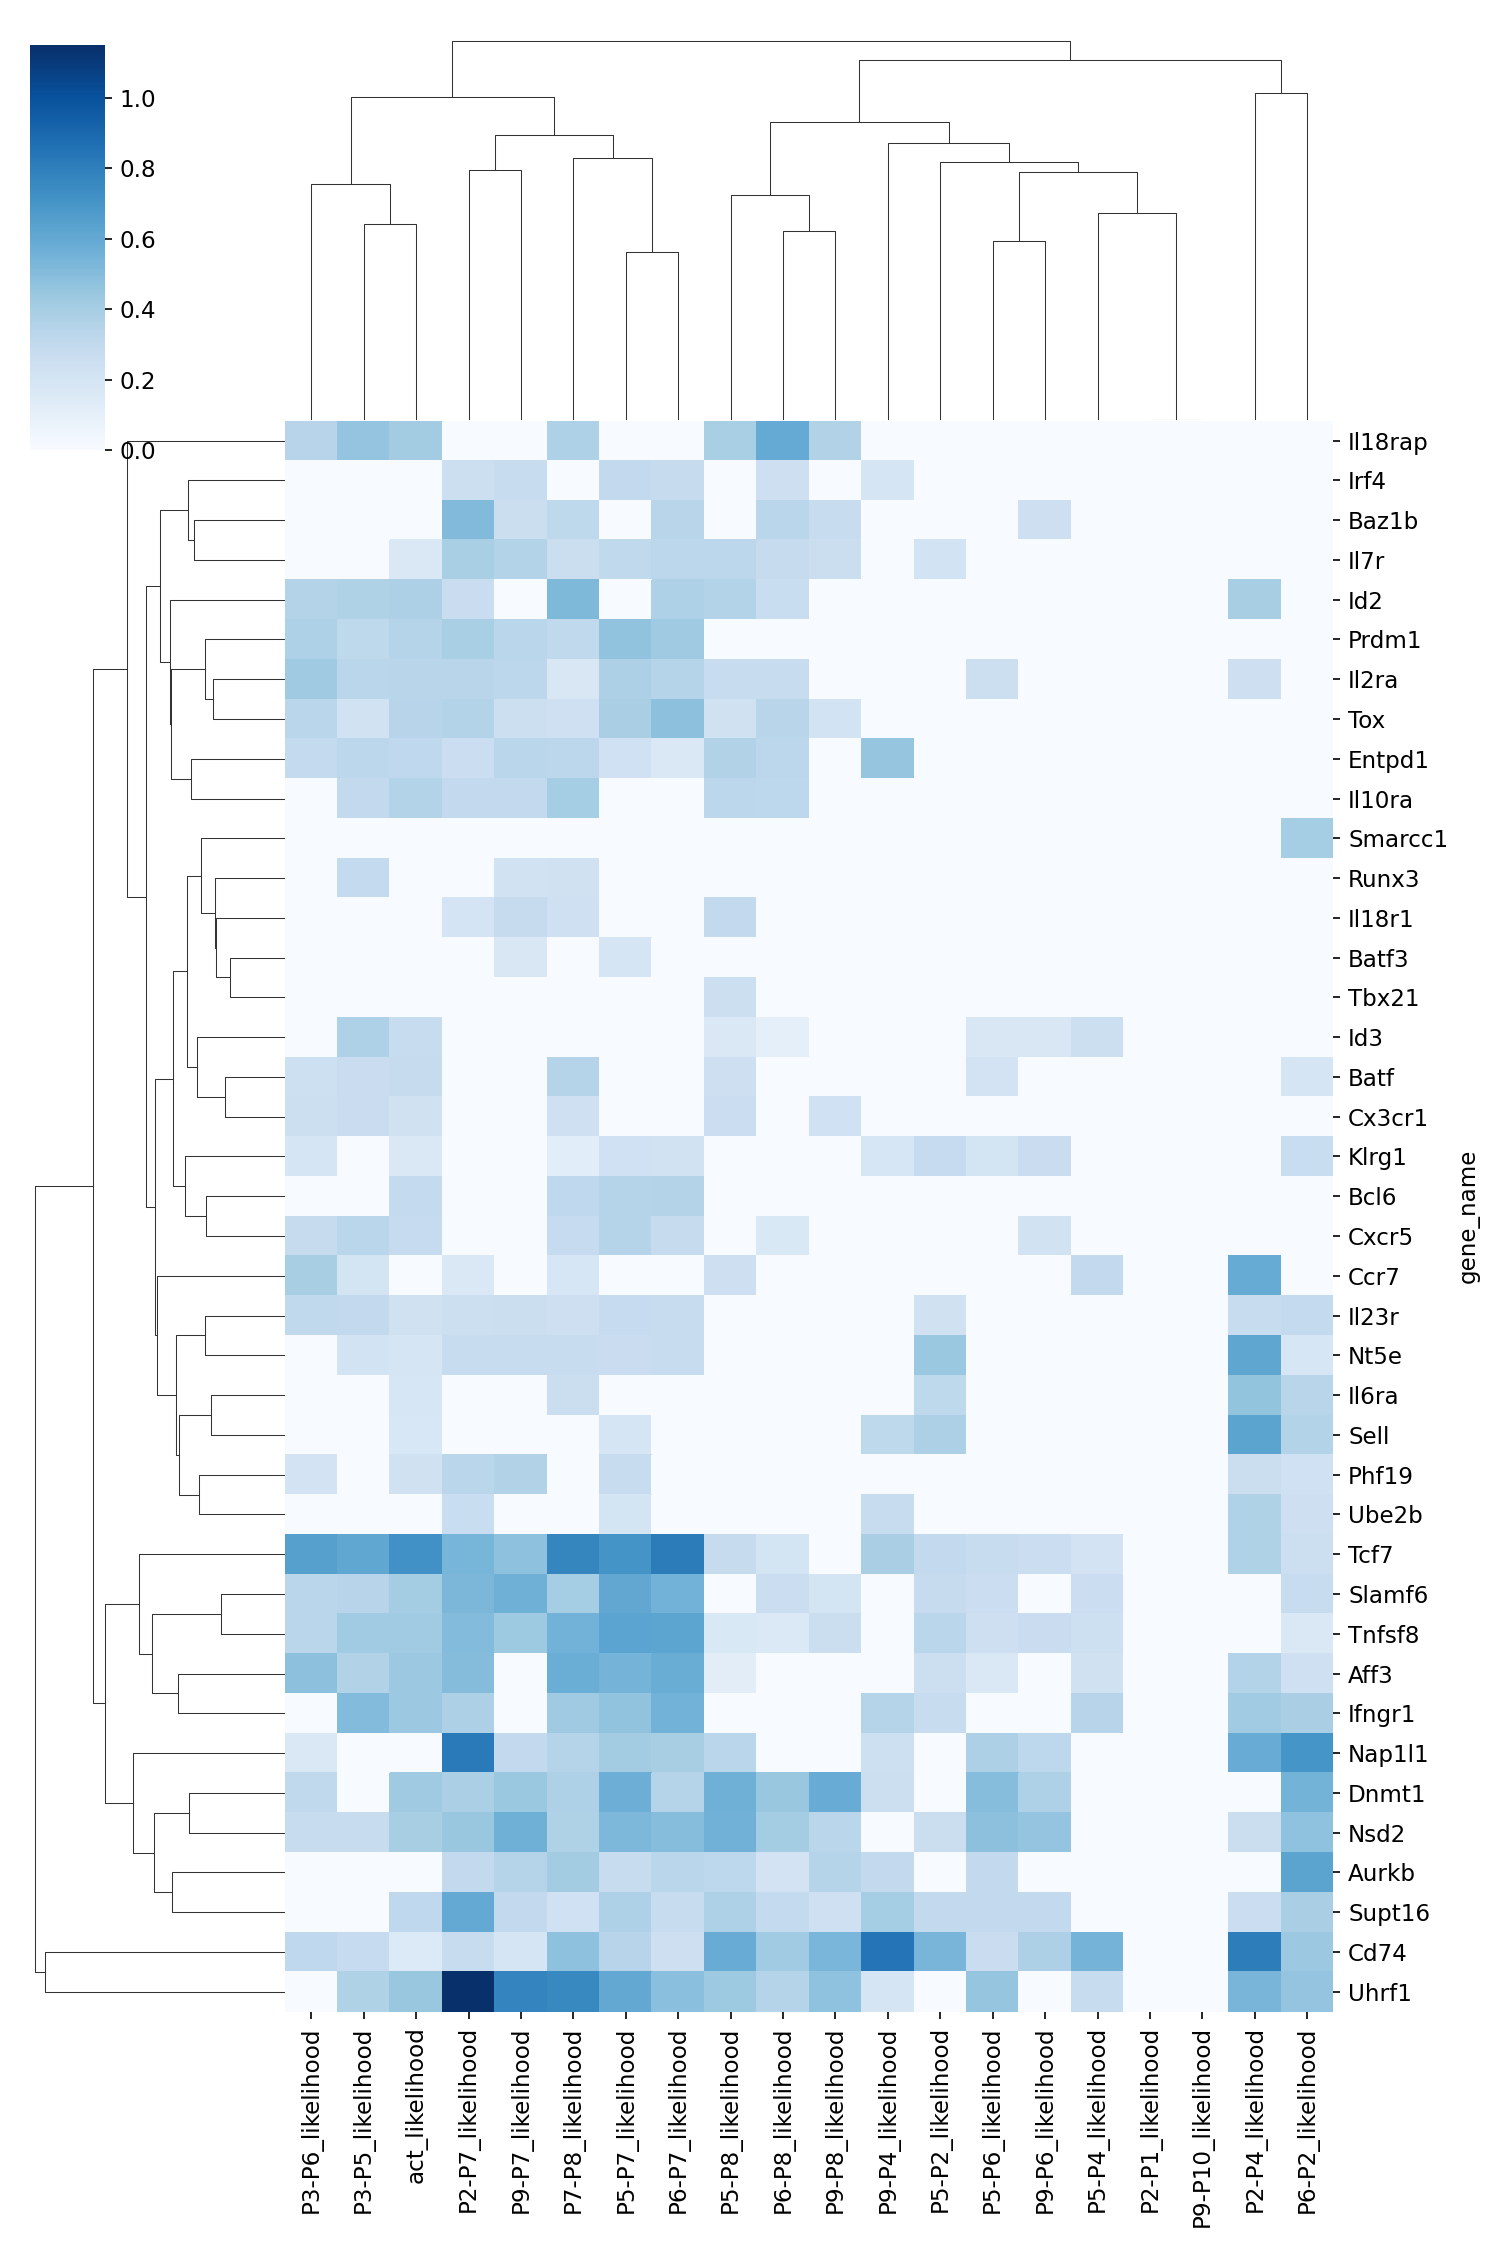 1.0
0.8
0.6
0.4
0.2
0.0
Il18rap
Irf4
Baz1b
Il7r
Id2
Prdm1
Il2ra
Tox
Entpd1
Il10ra
Smarcc1
Runx3
Il18r1
Batf3
Tbx21
Id3
Batf
Cx3cr1
Klrg1
Bcl6
Cxcr5
Ccr7
Il23r
Nt5e
Il6ra
Sell
Phf19
Ube2b
Tcf7
Slamf6
Tnfsf8
Aff3
Ifngr1
Nap1l1
Dnmt1
Nsd2
Aurkb
Supt16
Cd74
Uhrf1
gene_name
P3-P6_likelihood
P3-P5_likelihood
act_likelihood
P2-P7_likelihood
P9-P7_likelihood
P7-P8_likelihood
P5-P7_likelihood
P6-P7_likelihood
P5-P8_likelihood
P6-P8_likelihood
P9-P8_likelihood
P9-P4_likelihood
P5-P2_likelihood
P5-P6_likelihood
P9-P6_likelihood
P5-P4_likelihood
P2-P1_likelihood
P9-P10_likelihood
P2-P4_likelihood
P6-P2_likelihood